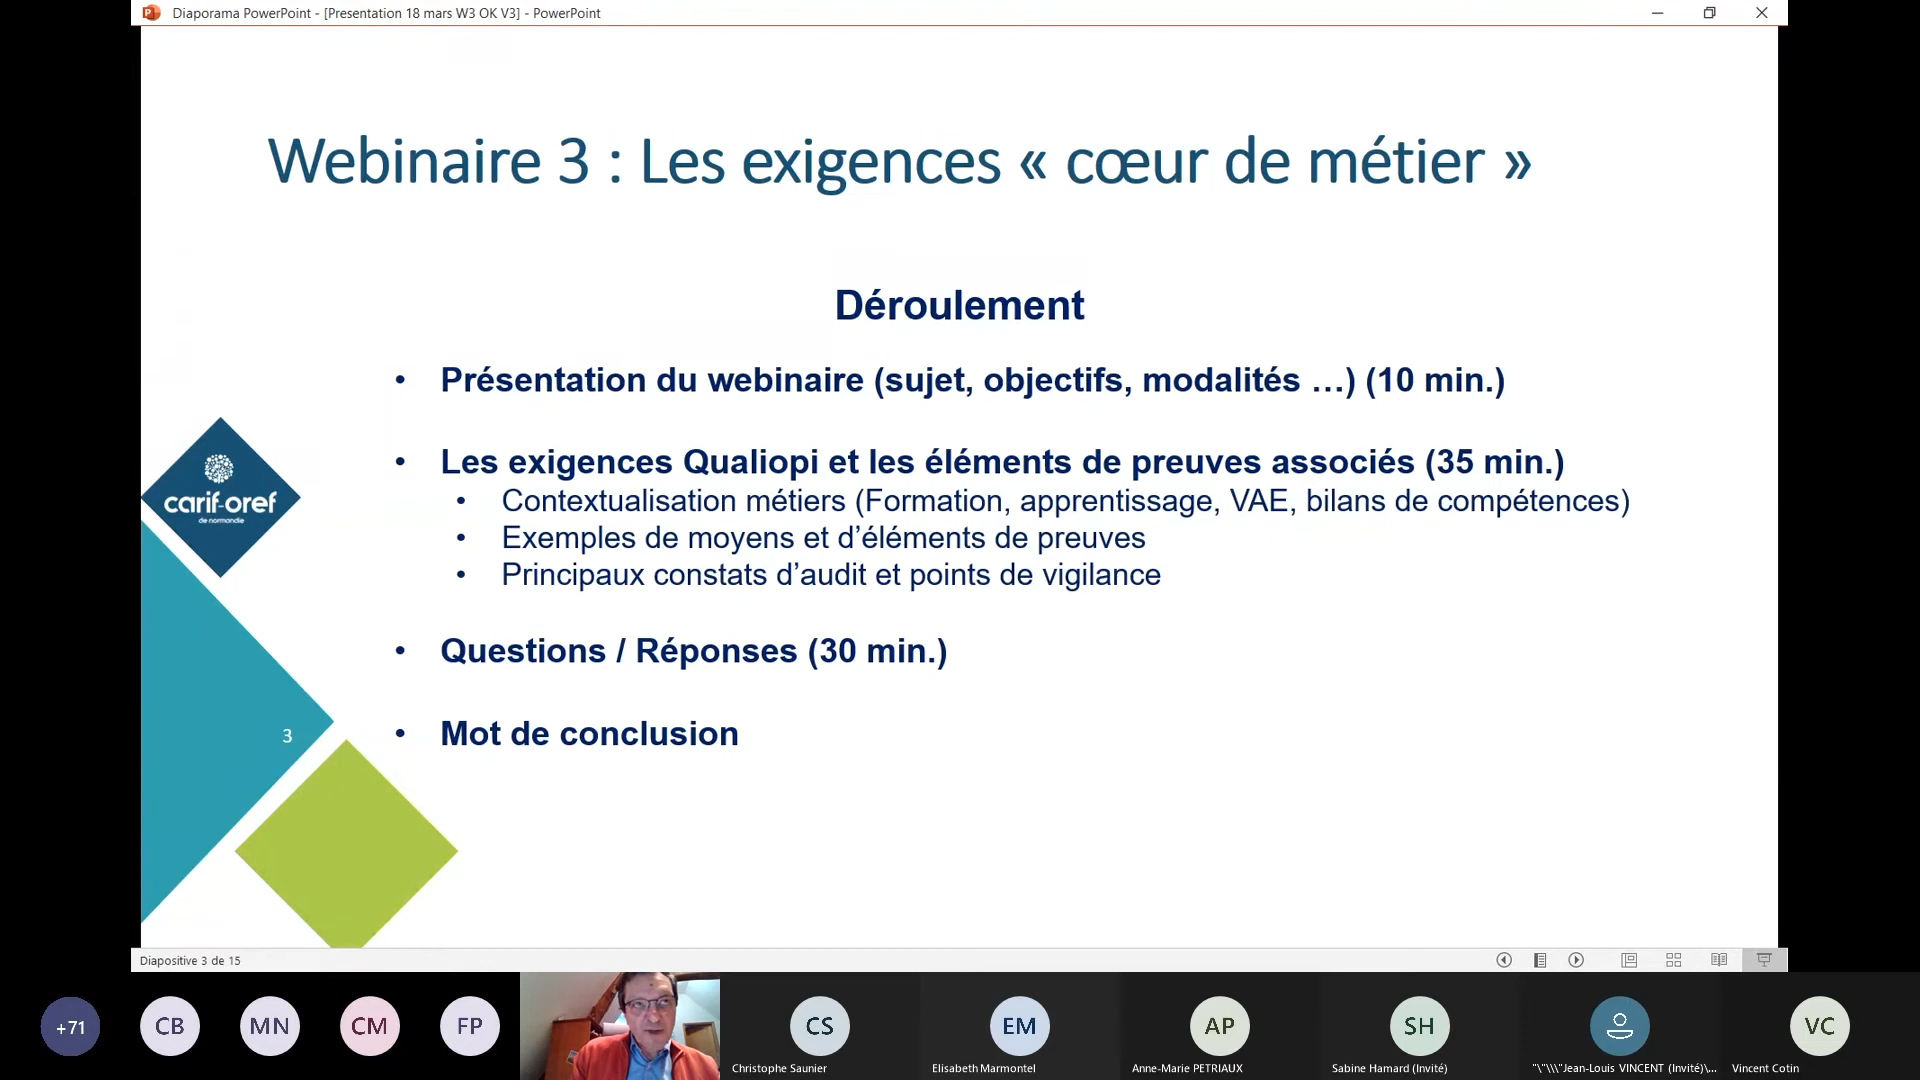 Diaporama PowerPoint - [Presentation 18 mars W3 OK V3] - PowerPoint
Webinaire 3 : Les exigences « cœur de métier »
Déroulement
• Présentation du webinaire (sujet, objectifs, modalités …) (10 min.)
• Les exigences Qualiopi et les éléments de preuves associés (35 min.)
• Contextualisation métiers (Formation, apprentissage, VAE, bilans de compétences)
• Exemples de moyens et d’éléments de preuves
• Principaux constats d’audit et points de vigilance
• Questions / Réponses (30 min.)
• Mot de conclusion
carif-oref
de normandie
3
Diapositive 3 de 15
+71
CB
MN
CM
FP
CS
EM
AP
SH
VC
Christophe Saunier
Elisabeth Marmontel
Anne-Marie PETRIAUX
Sabine Hamard (Invité)
"\"\\\"Jean-Louis VINCENT (Invité)\...
Vincent Cotin